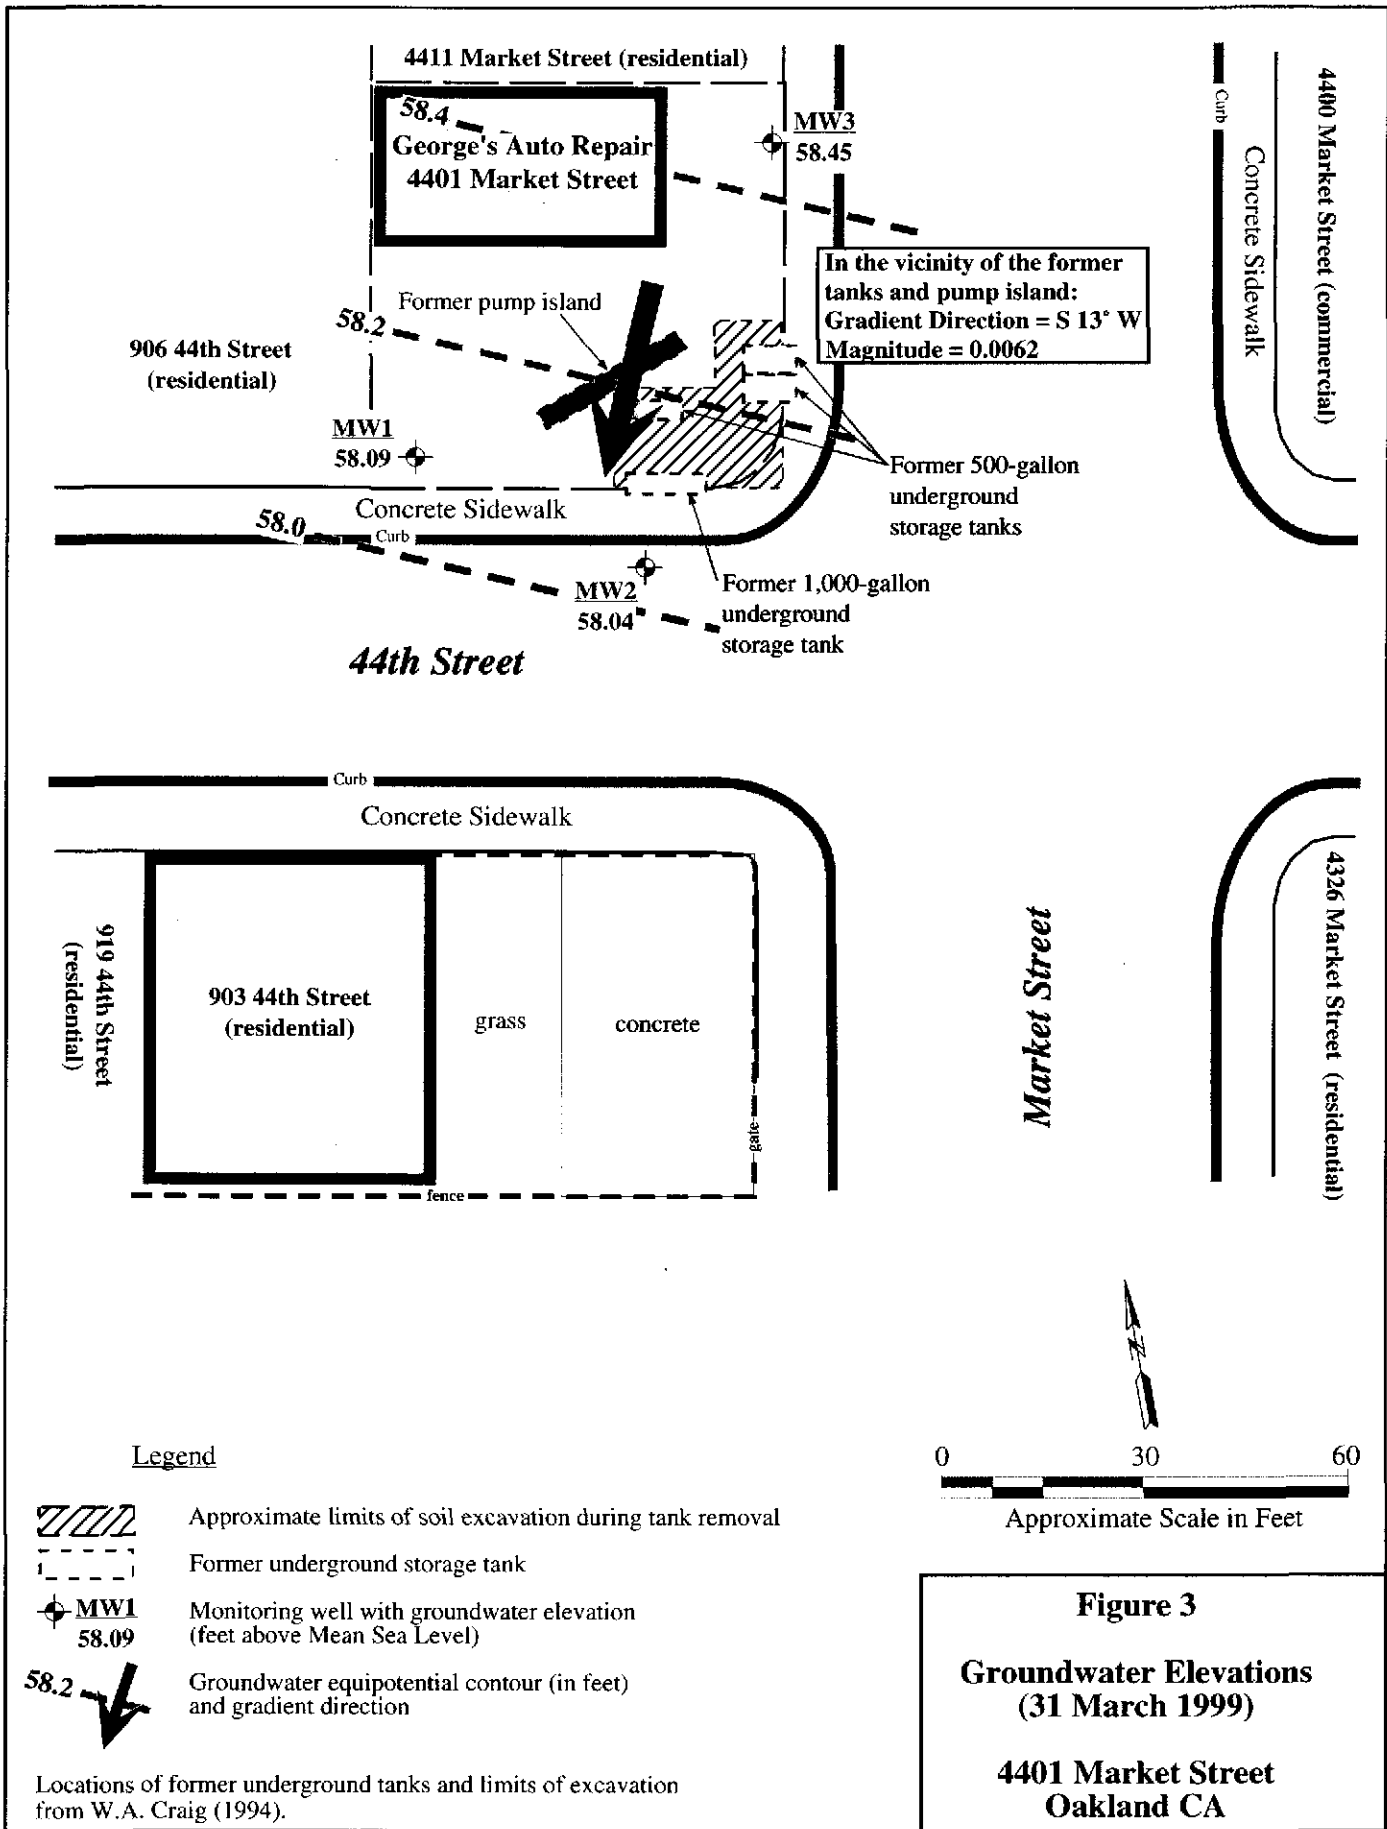 4411 Market Street (residential)
58.4
George's Auto Repair
4401 Market Street
MW3
58.45
Curb
Concrete Sidewalk
4400 Market Street (commercial)
In the vicinity of the former
tanks and pump island:
Gradient Direction = S 13° W
Magnitude = 0.0062
Former pump island
58.2
906 44th Street
(residential)
MW1
58.09
Former 500-gallon
underground
storage tanks
Concrete Sidewalk
58.0
Curb
MW2
58.04
Former 1,000-gallon
underground
storage tank
44th Street
Curb
Concrete Sidewalk
919 44th Street
(residential)
903 44th Street
(residential)
grass
concrete
gate
fence
Market Street
4326 Market Street (residential)
N
Legend
0 30 60
Approximate Scale in Feet
Approximate limits of soil excavation during tank removal
Former underground storage tank
MW1
58.09
Monitoring well with groundwater elevation
(feet above Mean Sea Level)
58.2
Groundwater equipotential contour (in feet)
and gradient direction
Locations of former underground tanks and limits of excavation
from W.A. Craig (1994).
Figure 3
Groundwater Elevations
(31 March 1999)
4401 Market Street
Oakland CA